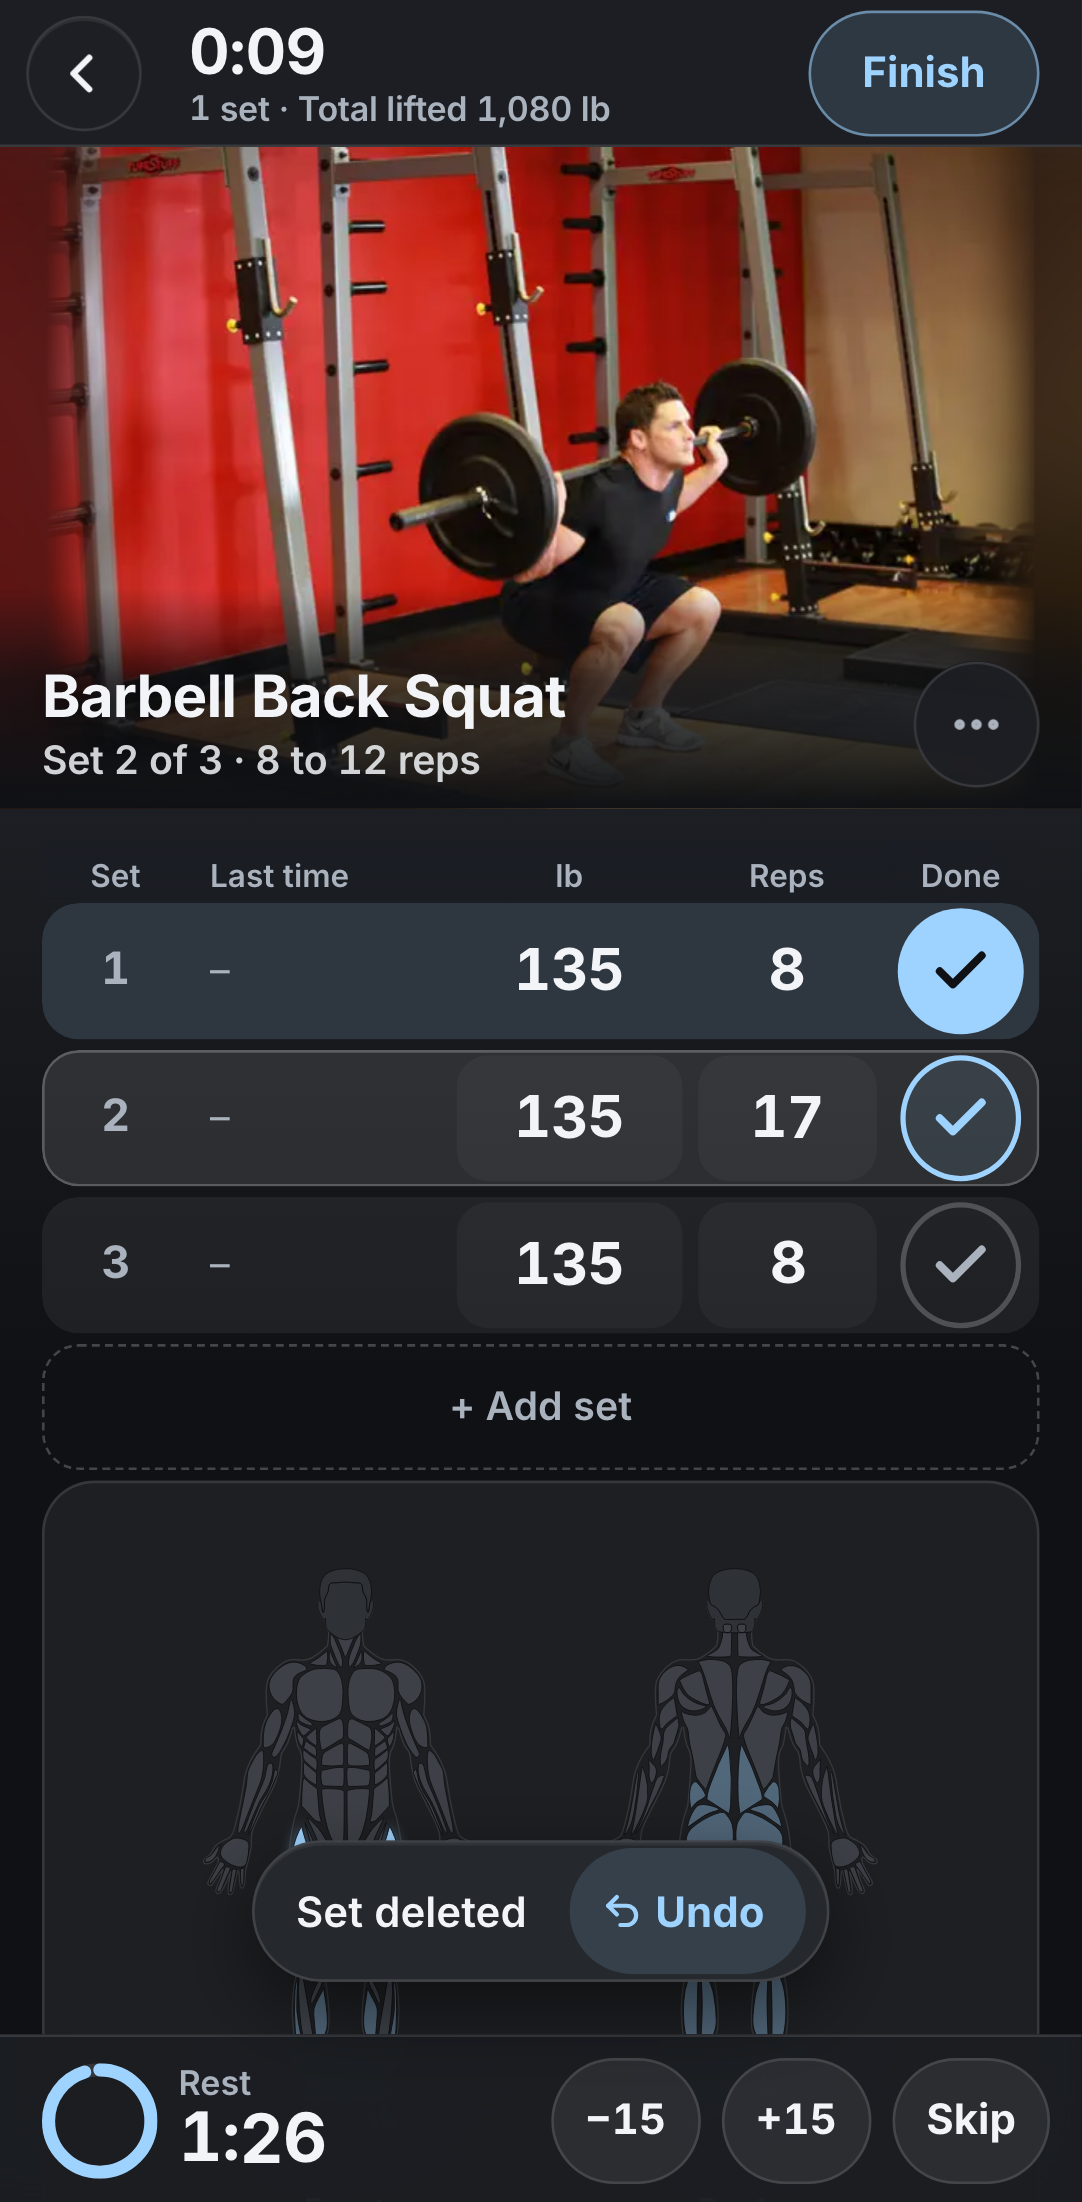 0:09
1 set · Total lifted 1,080 lb
Finish
Barbell Back Squat
Set 2 of 3 · 8 to 12 reps
Set Last time lb Reps Done
1 – 135 8
2 – 135 17
3 – 135 8
+ Add set
Set deleted Undo
Rest
1:26
−15 +15 Skip